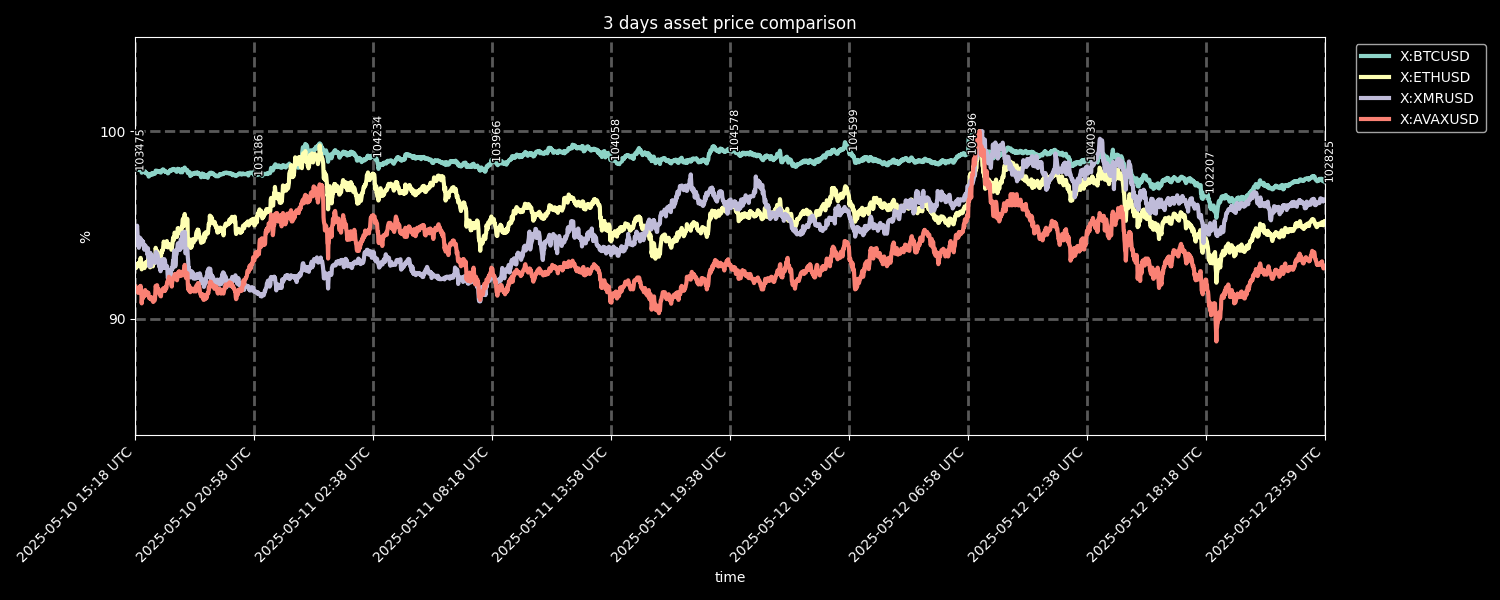 3 days asset price comparison
X:BTCUSD
X:ETHUSD
X:XMRUSD
X:AVAXUSD
100
90
%
103475
103186
104234
103966
104058
104578
104599
104396
104039
102207
102825
2025-05-10 15:18 UTC
2025-05-10 20:58 UTC
2025-05-11 02:38 UTC
2025-05-11 08:18 UTC
2025-05-11 13:58 UTC
2025-05-11 19:38 UTC
2025-05-12 01:18 UTC
2025-05-12 06:58 UTC
2025-05-12 12:38 UTC
2025-05-12 18:18 UTC
2025-05-12 23:59 UTC
time